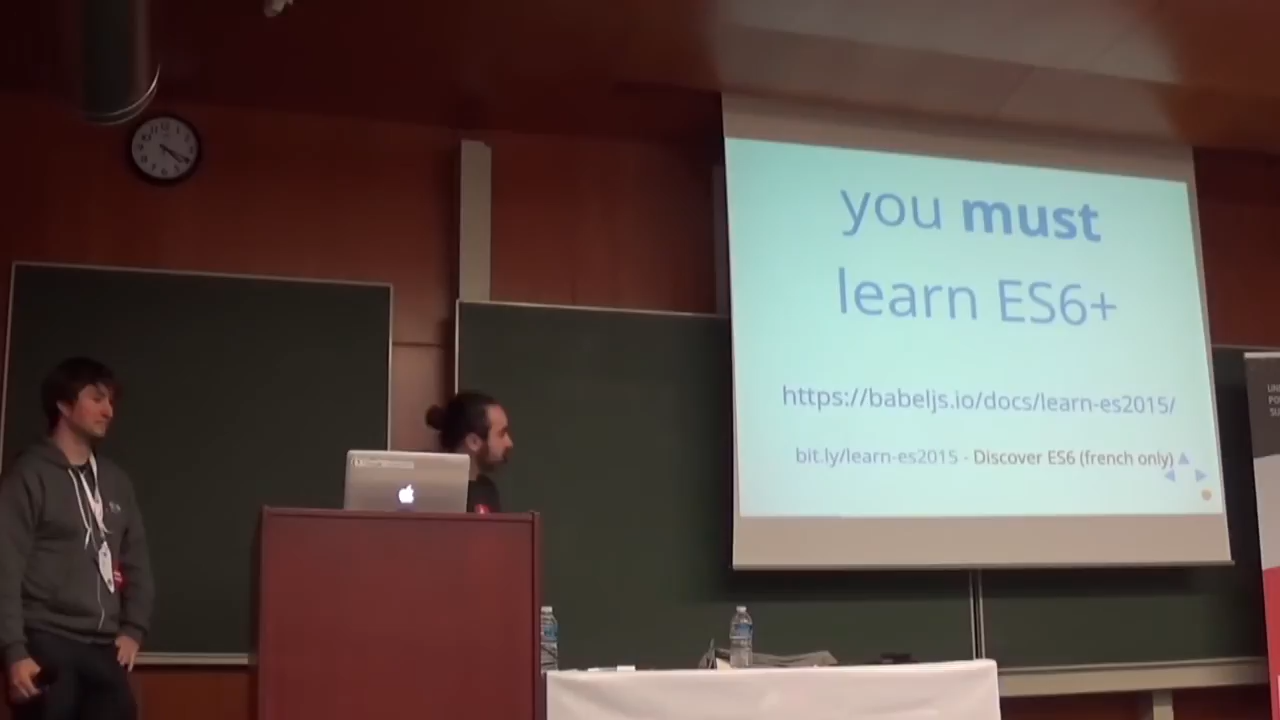 you must
learn ES6+
https://babeljs.io/docs/learn-es2015/
bit.ly/learn-es2015 - Discover ES6 (french only)